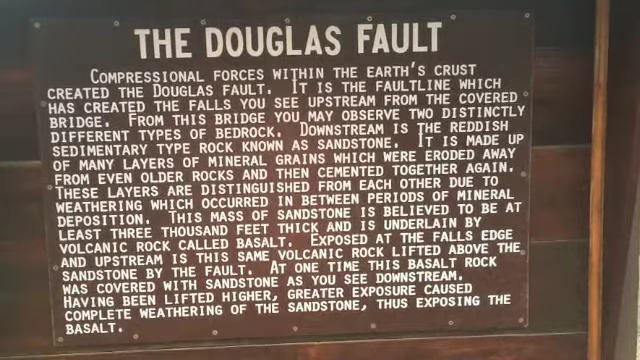 THE DOUGLAS FAULT
COMPRESSIONAL FORCES WITHIN THE EARTH'S CRUST
CREATED THE DOUGLAS FAULT. IT IS THE FAULTLINE WHICH
HAS CREATED THE FALLS YOU SEE UPSTREAM FROM THE COVERED
BRIDGE. FROM THIS BRIDGE YOU MAY OBSERVE TWO DISTINCTLY
DIFFERENT TYPES OF BEDROCK. DOWNSTREAM IS THE REDDISH
SEDIMENTARY TYPE ROCK KNOWN AS SANDSTONE. IT IS MADE UP
OF MANY LAYERS OF MINERAL GRAINS WHICH WERE ERODED AWAY
FROM EVEN OLDER ROCKS AND THEN CEMENTED TOGETHER AGAIN.
THESE LAYERS ARE DISTINGUISHED FROM EACH OTHER DUE TO
WEATHERING WHICH OCCURRED IN BETWEEN PERIODS OF MINERAL
DEPOSITION. THIS MASS OF SANDSTONE IS BELIEVED TO BE AT
LEAST THREE THOUSAND FEET THICK AND IS UNDERLAIN BY
VOLCANIC ROCK CALLED BASALT. EXPOSED AT THE FALLS EDGE
AND UPSTREAM IS THIS SAME VOLCANIC ROCK LIFTED ABOVE THE
SANDSTONE BY THE FAULT. AT ONE TIME THIS BASALT ROCK
WAS COVERED WITH SANDSTONE AS YOU SEE DOWNSTREAM.
HAVING BEEN LIFTED HIGHER, GREATER EXPOSURE CAUSED
COMPLETE WEATHERING OF THE SANDSTONE, THUS EXPOSING THE
BASALT.